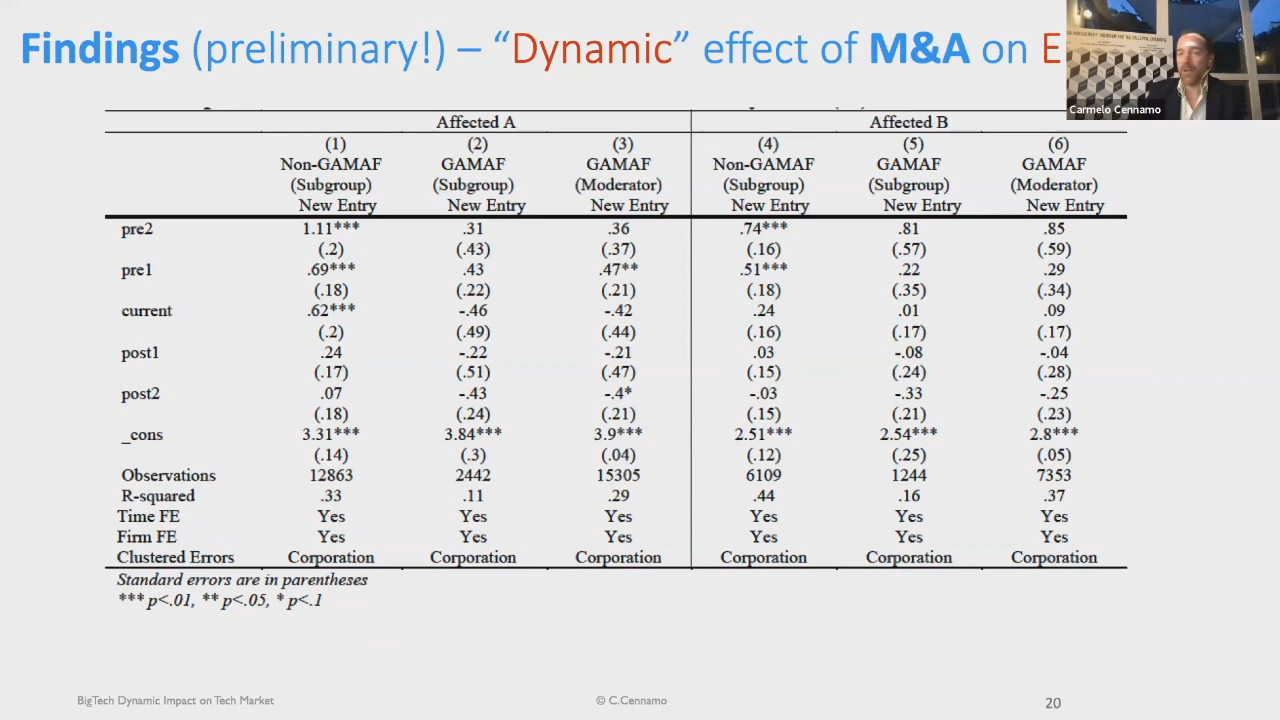 Findings (preliminary!) – “Dynamic” effect of M&A on E
Carmelo Cennamo
Affected A Affected B
(1) (2) (3) (4) (5) (6)
Non-GAMAF GAMAF GAMAF Non-GAMAF GAMAF GAMAF
(Subgroup) (Subgroup) (Moderator) (Subgroup) (Subgroup) (Moderator)
New Entry New Entry New Entry New Entry New Entry New Entry
pre2 1.11*** .31 .36 .74*** .81 .85
(.2) (.43) (.37) (.16) (.57) (.59)
pre1 .69*** .43 .47** .51*** .22 .29
(.18) (.22) (.21) (.18) (.35) (.34)
current .62*** -.46 -.42 .24 .01 .09
(.2) (.49) (.44) (.16) (.17) (.17)
post1 .24 -.22 -.21 .03 -.08 -.04
(.17) (.51) (.47) (.15) (.24) (.28)
post2 .07 -.43 -.4* -.03 -.33 -.25
(.18) (.24) (.21) (.15) (.21) (.23)
_cons 3.31*** 3.84*** 3.9*** 2.51*** 2.54*** 2.8***
(.14) (.3) (.04) (.12) (.25) (.05)
Observations 12863 2442 15305 6109 1244 7353
R-squared .33 .11 .29 .44 .16 .37
Time FE Yes Yes Yes Yes Yes Yes
Firm FE Yes Yes Yes Yes Yes Yes
Clustered Errors Corporation Corporation Corporation Corporation Corporation Corporation
Standard errors are in parentheses
*** p<.01, ** p<.05, * p<.1
BigTech Dynamic Impact on Tech Market © C.Cennamo 20